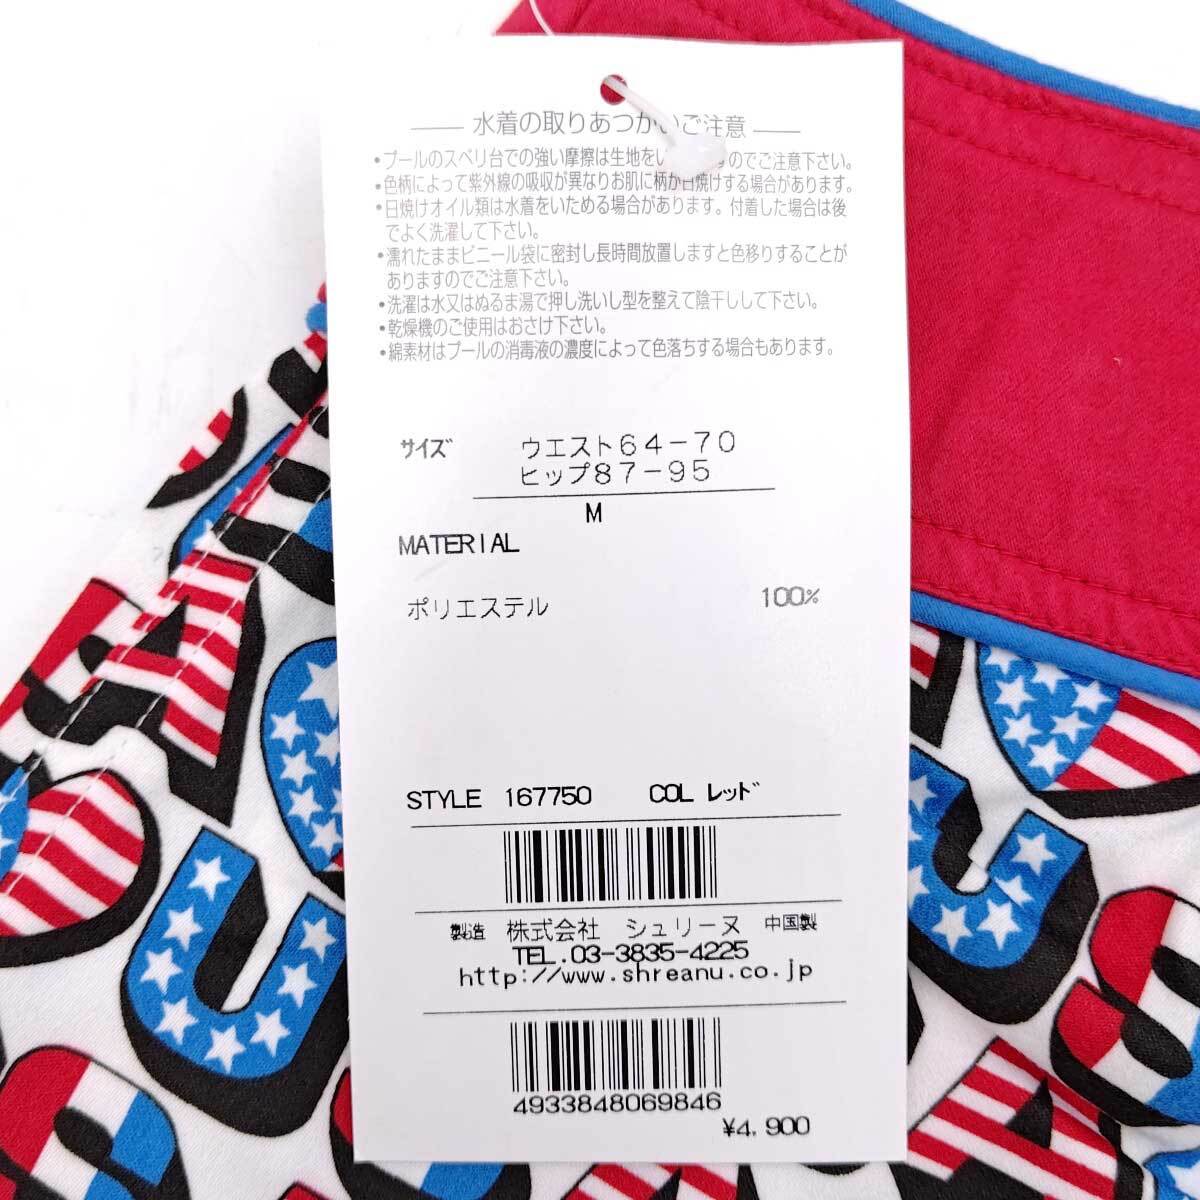 水着の取りあつかいご注意
•プールのスベリ台での強い摩擦は生地をい すのでご注意下さい。
•色柄によって紫外線の吸収が異なりお肌に柄が日焼けする場合があります。
•日焼けオイル類は水着をいためる場合があります。付着した場合は後
でよく洗濯して下さい。
•濡れたままビニール袋に密封し長時間放置しますと色移りすることが
ありますのでご注意下さい。
•洗濯は水又はぬるま湯で押し洗いし型を整えて陰干しして下さい。
•乾燥機のご使用はおさけ下さい。
•綿素材はプールの消毒液の濃度によって色落ちする場合もあります。
サイズ ウエスト64-70
ヒップ87-95
M
MATERIAL
ポリエステル 100%
STYLE 167750 COL レッド
製造 株式会社 シュリーヌ 中国製
TEL.03-3835-4225
http://www.shreanu.co.jp
4933848069846
¥4,900